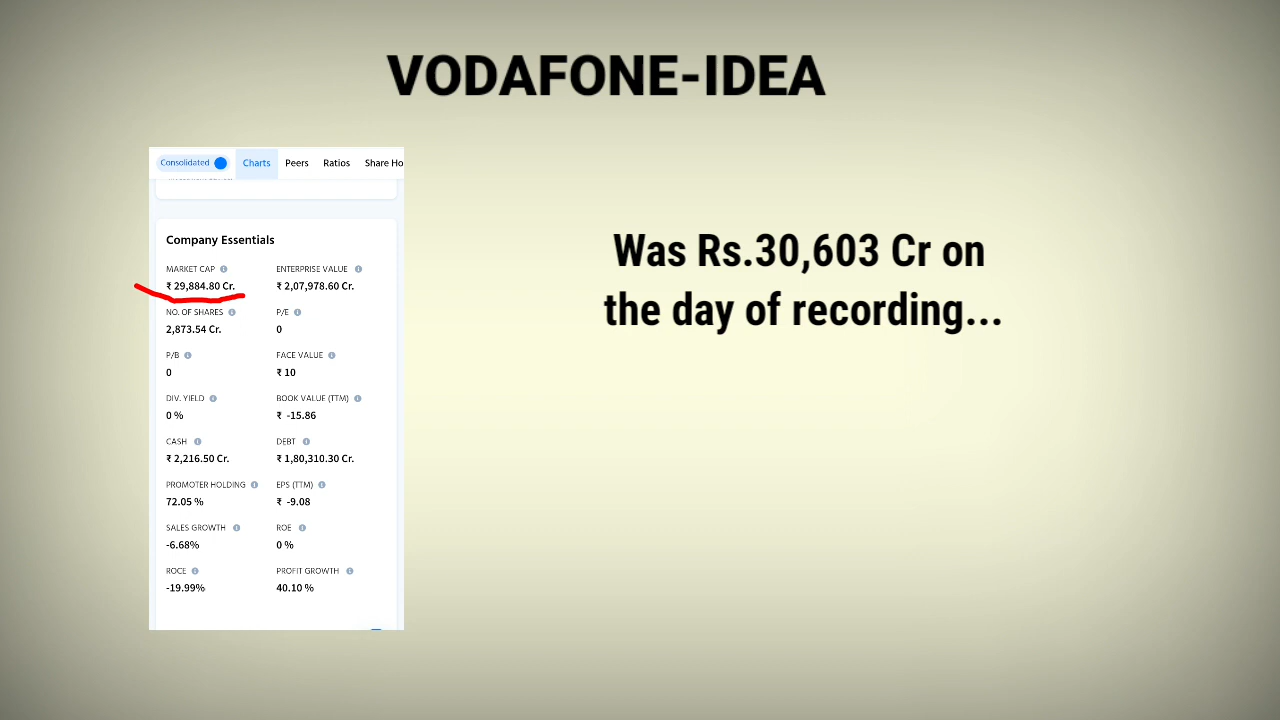 VODAFONE-IDEA
Consolidated Charts Peers Ratios Share Ho
Company Essentials
MARKET CAP ENTERPRISE VALUE
₹ 29,884.80 Cr. ₹ 2,07,978.60 Cr.
NO. OF SHARES P/E
2,873.54 Cr. 0
P/B FACE VALUE
0 ₹ 10
DIV. YIELD BOOK VALUE (TTM)
0 % ₹ -15.86
CASH DEBT
₹ 2,216.50 Cr. ₹ 1,80,310.30 Cr.
PROMOTER HOLDING EPS (TTM)
72.05 % ₹ -9.08
SALES GROWTH ROE
-6.68% 0 %
ROCE PROFIT GROWTH
-19.99% 40.10 %
Was Rs.30,603 Cr on
the day of recording...